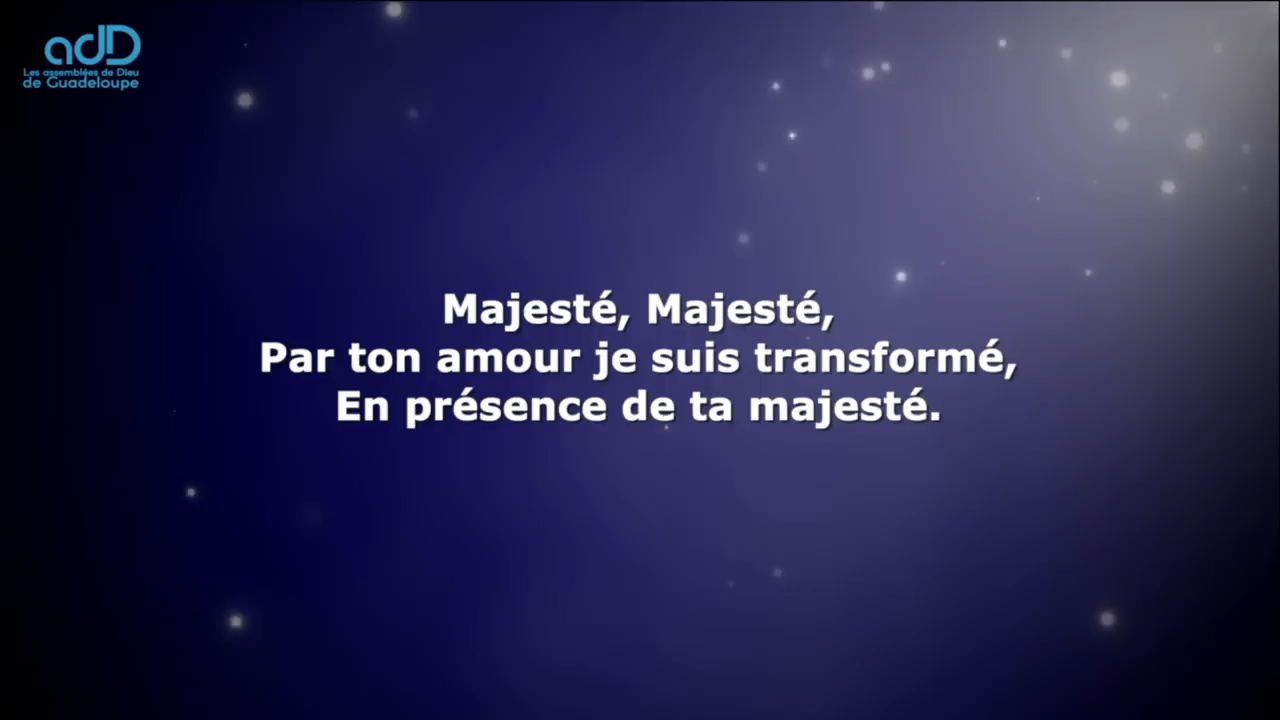 adD
Les assemblées de Dieu
de Guadeloupe
Majesté, Majesté,
Par ton amour je suis transformé,
En présence de ta majesté.